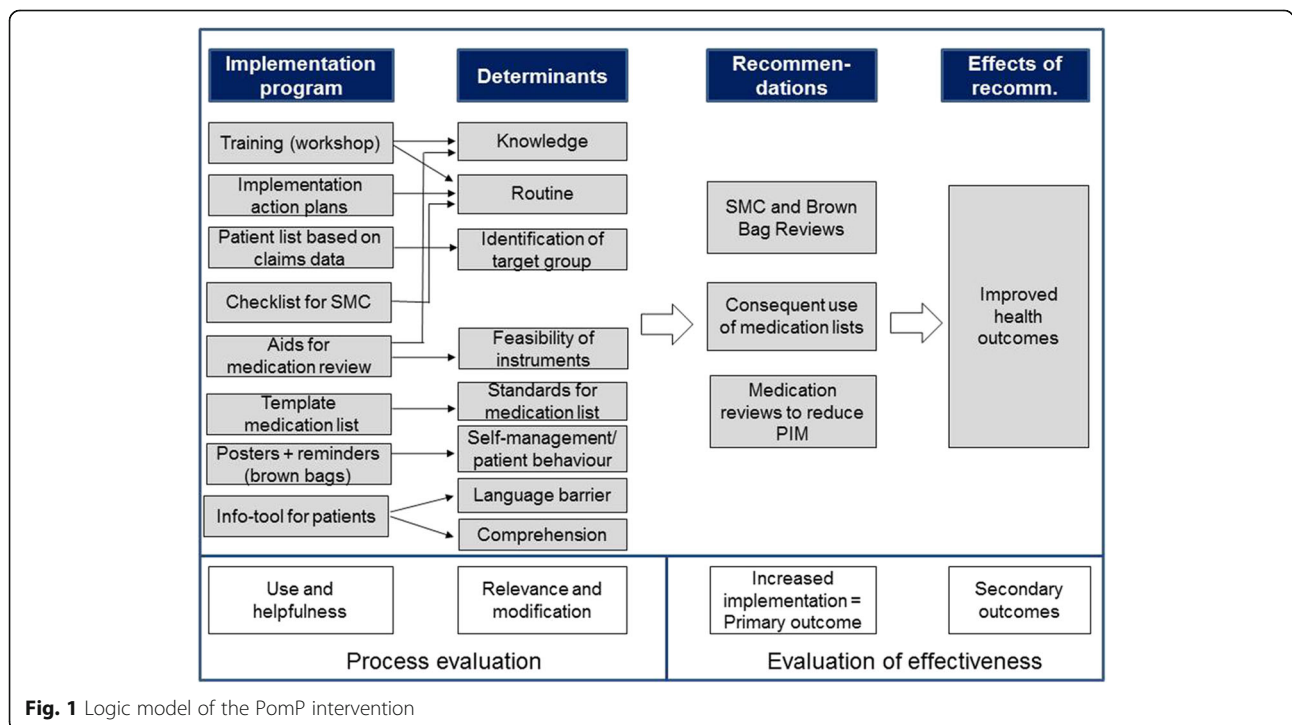 Implementation
program
Determinants
Recommen-
dations
Effects of
recomm.
Training (workshop)
Implementation
action plans
Patient list based on
claims data
Checklist for SMC
Aids for
medication review
Template
medication list
Posters + reminders
(brown bags)
Info-tool for patients
Knowledge
Routine
Identification of
target group
Feasibility of
instruments
Standards for
medication list
Self-management/
patient behaviour
Language barrier
Comprehension
SMC and Brown
Bag Reviews
Consequent use
of medication lists
Medication
reviews to reduce
PIM
Improved
health
outcomes
Use and
helpfulness
Relevance and
modification
Increased
implementation =
Primary outcome
Secondary
outcomes
Process evaluation
Evaluation of effectiveness
Fig. 1 Logic model of the PomP intervention